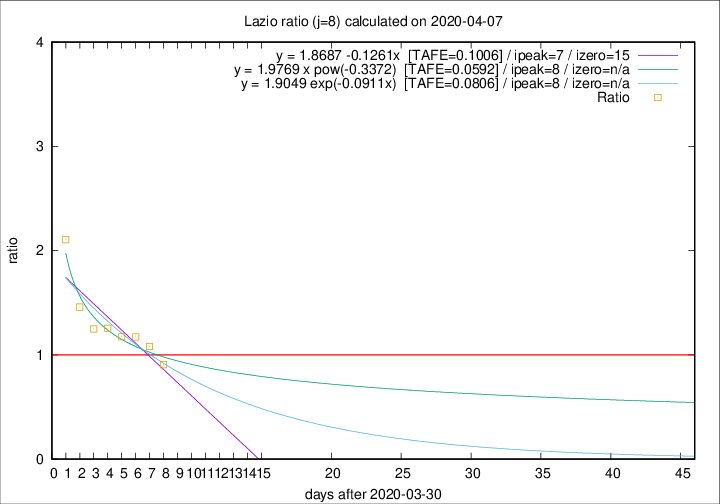 Lazio ratio (j=8) calculated on 2020-04-07
y = 1.8687 -0.1261x [TAFE=0.1006] / ipeak=7 / izero=15
y = 1.9769 x pow(-0.3372) [TAFE=0.0592] / ipeak=8 / izero=n/a
y = 1.9049 exp(-0.0911x) [TAFE=0.0806] / ipeak=8 / izero=n/a
Ratio
4
3
2
1
0
ratio
0 1 2 3 4 5 6 7 8 9 10 11 12 13 14 15 20 25 30 35 40 45
days after 2020-03-30